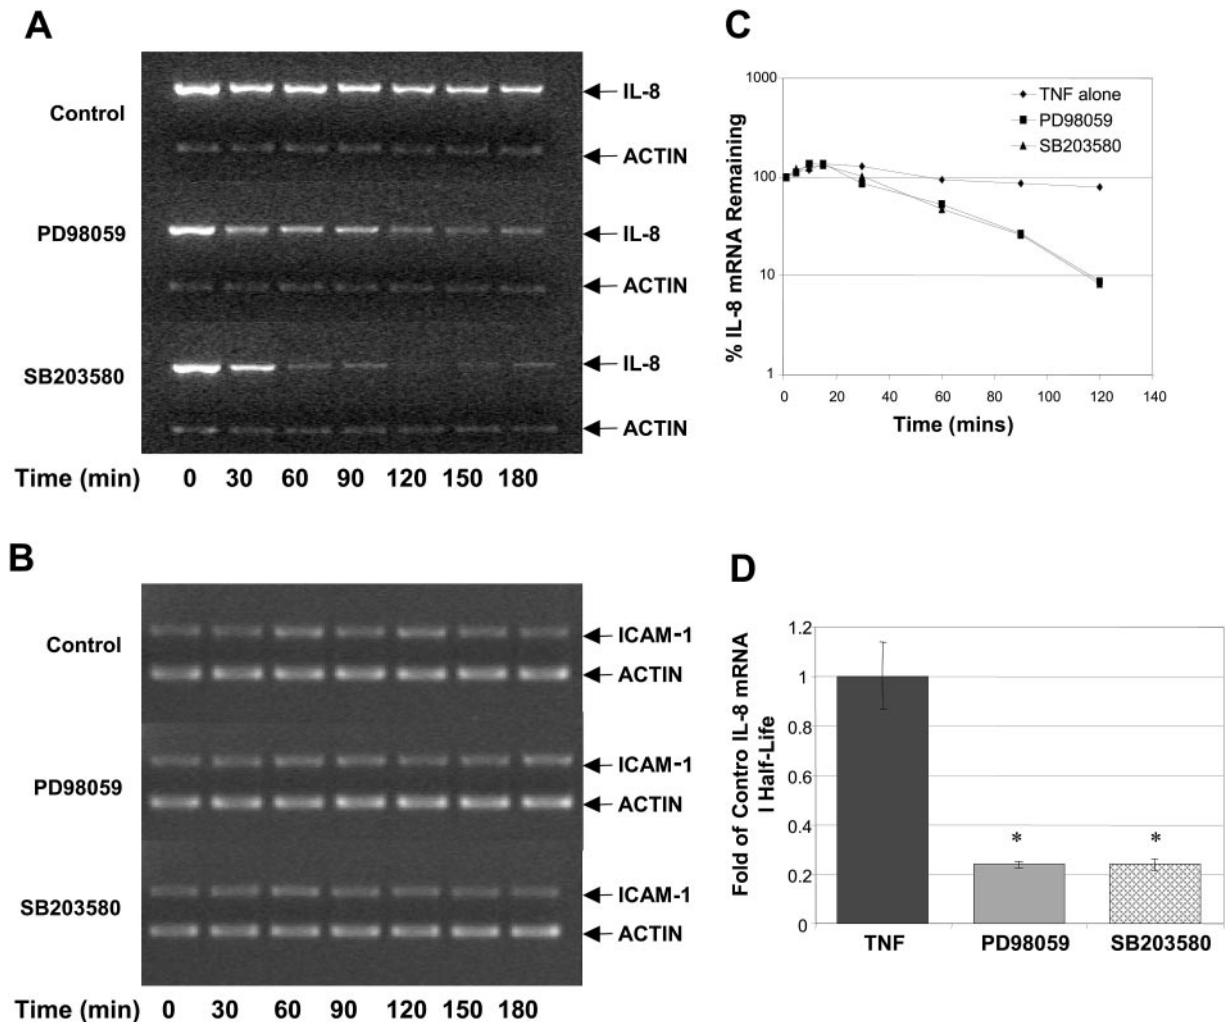 A
Control
IL-8
ACTIN
PD98059
IL-8
ACTIN
SB203580
IL-8
ACTIN
Time (min) 0 30 60 90 120 150 180
B
Control
ICAM-1
ACTIN
PD98059
ICAM-1
ACTIN
SB203580
ICAM-1
ACTIN
Time (min) 0 30 60 90 120 150 180
C
% IL-8 mRNA Remaining
1000
100
10
1
TNF alone
PD98059
SB203580
0 20 40 60 80 100 120 140
Time (mins)
D
Fold of Contro IL-8 mRNA
l Half-Life
1.2
1
0.8
0.6
0.4
0.2
0
* *
TNF PD98059 SB203580